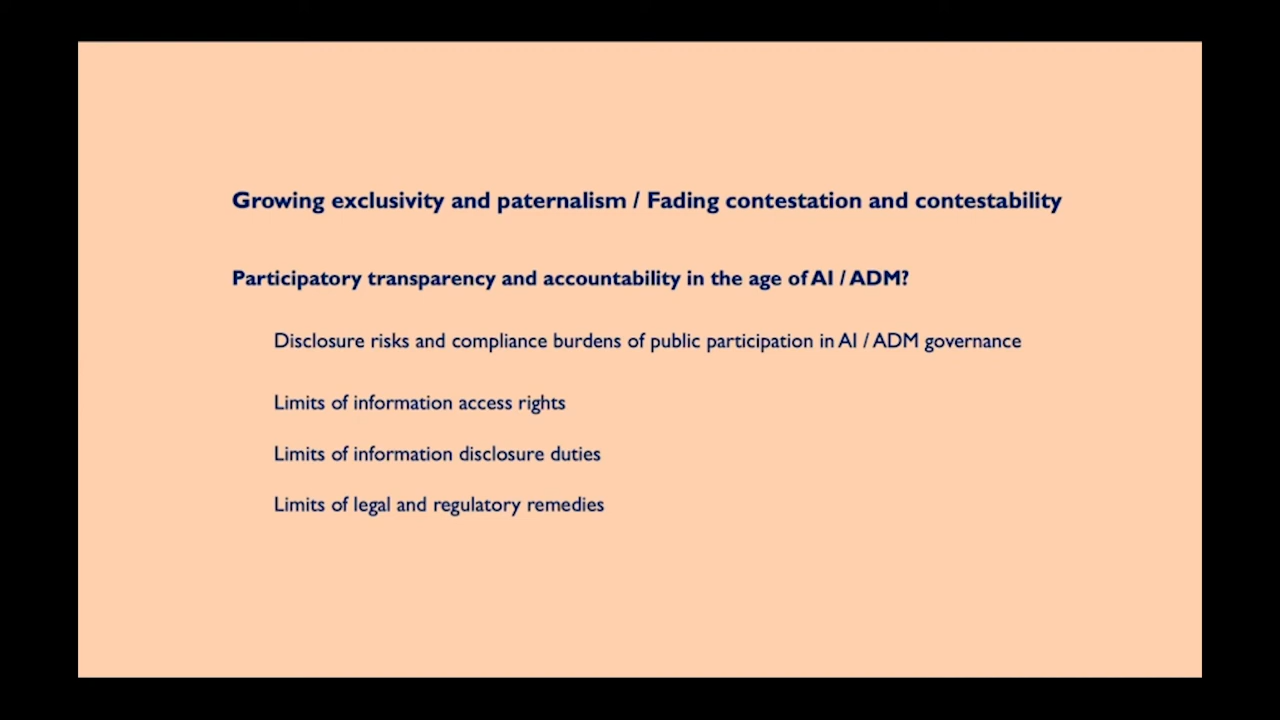 Growing exclusivity and paternalism / Fading contestation and contestability
Participatory transparency and accountability in the age of AI / ADM?
Disclosure risks and compliance burdens of public participation in AI / ADM governance
Limits of information access rights
Limits of information disclosure duties
Limits of legal and regulatory remedies